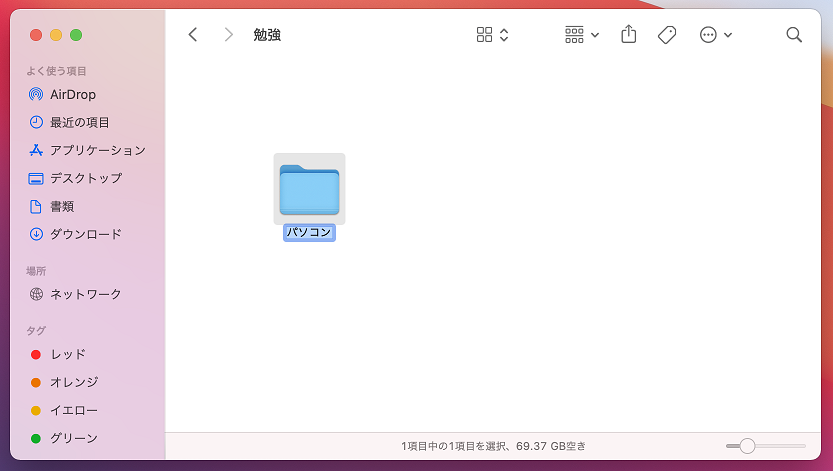 勉強
よく使う項目
AirDrop
最近の項目
アプリケーション
デスクトップ
書類
ダウンロード
場所
ネットワーク
タグ
レッド
オレンジ
イエロー
グリーン
パソコン
1項目中の1項目を選択、69.37 GB空き